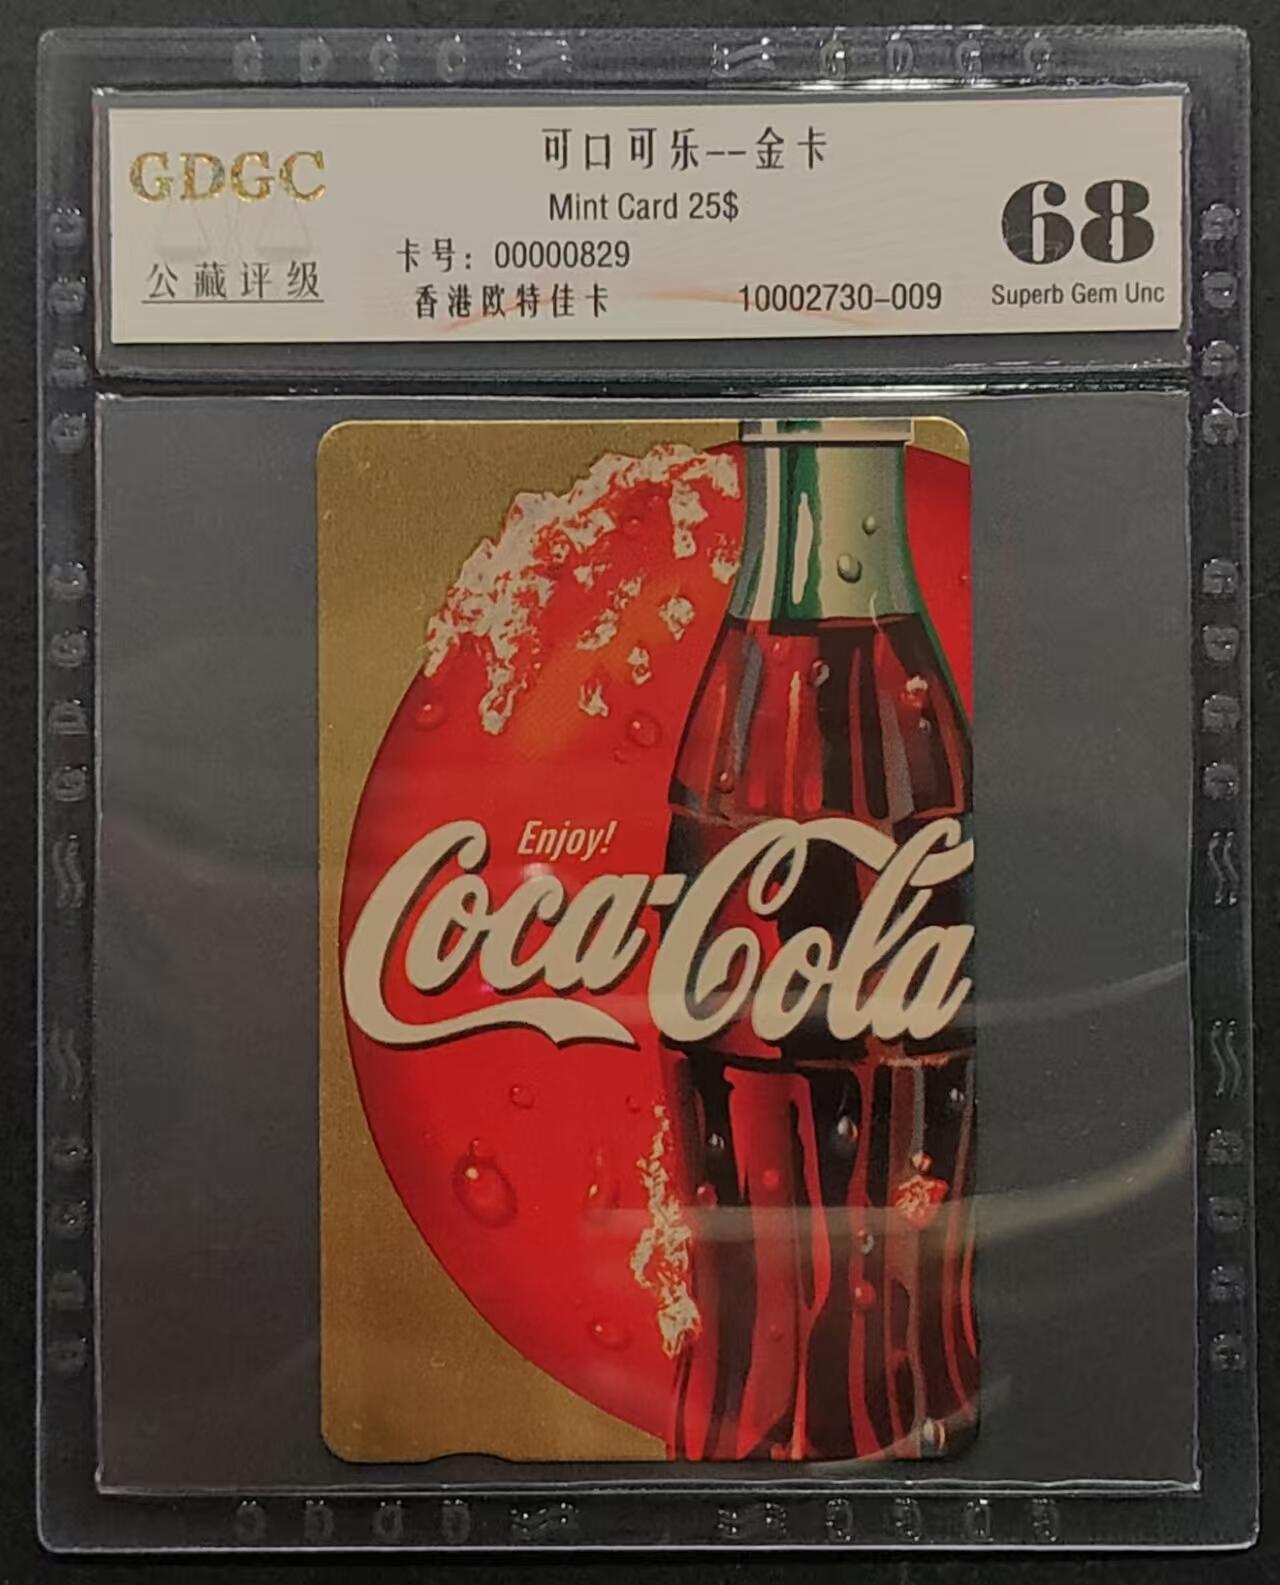 GDGC
公藏评级
可口可乐--金卡
Mint Card 25$
卡号：00000829
香港欧特佳卡
10002730-009
68
Superb Gem Unc
Enjoy!
Coca-Cola